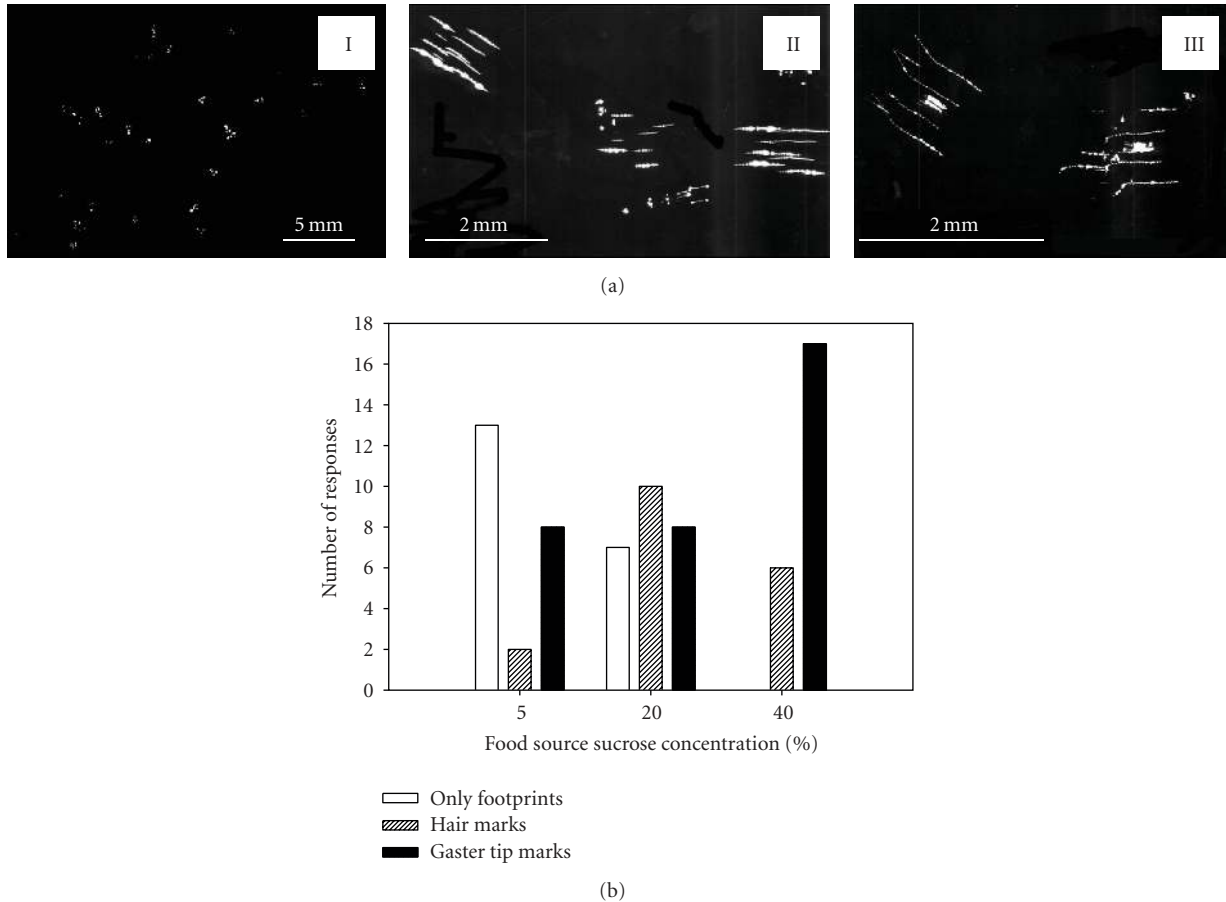 I
II
III
5 mm
2 mm
2 mm
(a)
18
16
14
12
10
8
6
4
2
0
Number of responses
5 20 40
Food source sucrose concentration (%)
Only footprints
Hair marks
Gaster tip marks
(b)